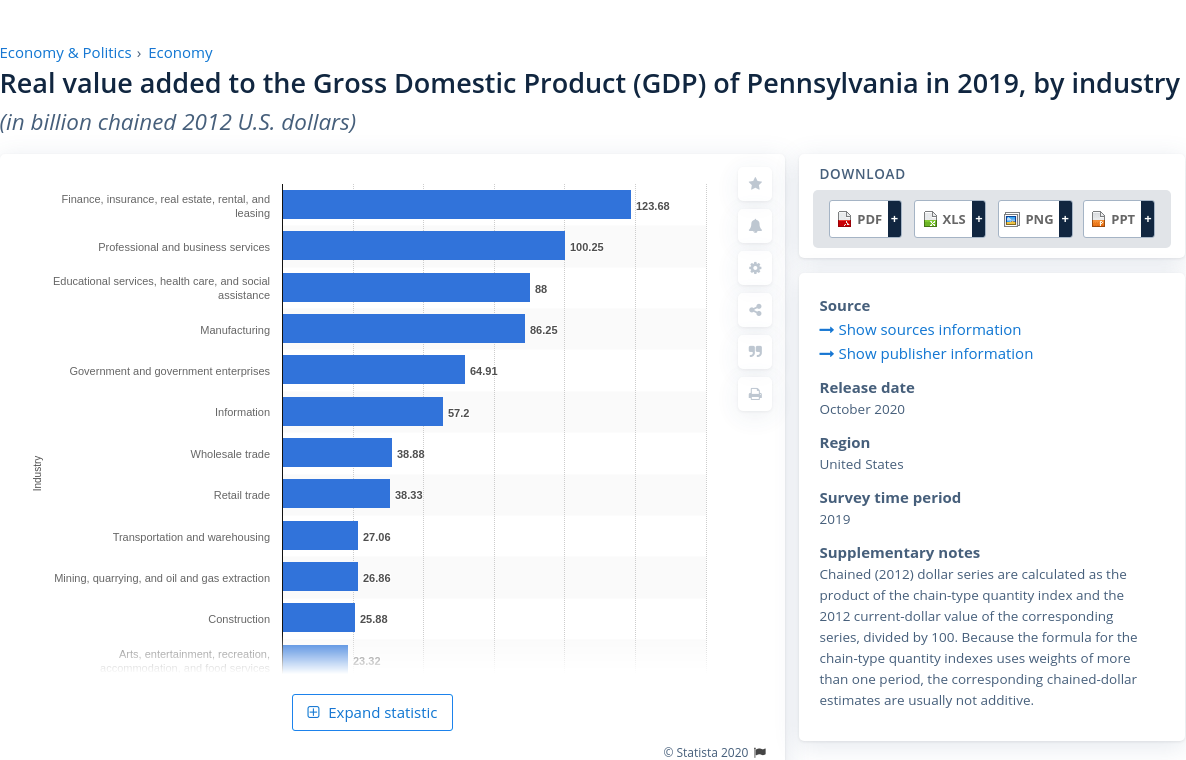 Economy & Politics › Economy
Real value added to the Gross Domestic Product (GDP) of Pennsylvania in 2019, by industry
(in billion chained 2012 U.S. dollars)
Industry
Finance, insurance, real estate, rental, and
leasing
123.68
Professional and business services
100.25
Educational services, health care, and social
assistance
88
Manufacturing
86.25
Government and government enterprises
64.91
Information
57.2
Wholesale trade
38.88
Retail trade
38.33
Transportation and warehousing
27.06
Mining, quarrying, and oil and gas extraction
26.86
Construction
25.88
Arts, entertainment, recreation,
accommodation, and food services
23.32
Expand statistic
© Statista 2020
DOWNLOAD
PDF +
XLS +
PNG +
PPT +
Source
Show sources information
Show publisher information
Release date
October 2020
Region
United States
Survey time period
2019
Supplementary notes
Chained (2012) dollar series are calculated as the
product of the chain-type quantity index and the
2012 current-dollar value of the corresponding
series, divided by 100. Because the formula for the
chain-type quantity indexes uses weights of more
than one period, the corresponding chained-dollar
estimates are usually not additive.